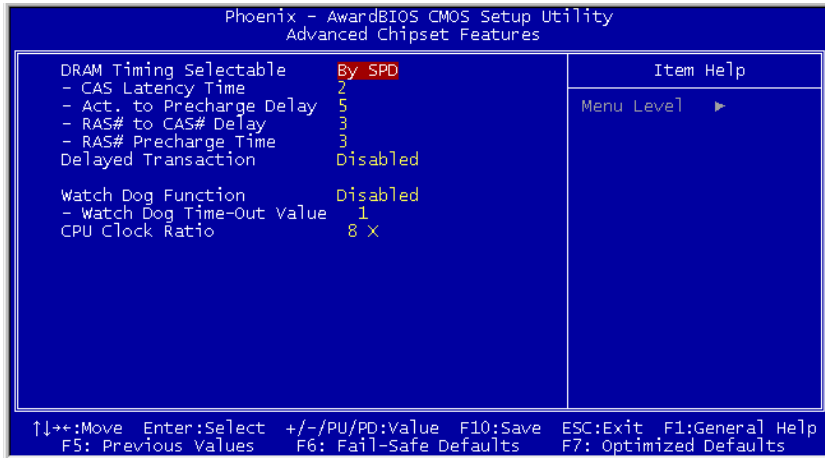 Phoenix - AwardBIOS CMOS Setup Utility
Advanced Chipset Features
DRAM Timing Selectable By SPD
- CAS Latency Time 2
- Act. to Precharge Delay 5
- RAS# to CAS# Delay 3
- RAS# Precharge Time 3
Delayed Transaction Disabled
Watch Dog Function Disabled
- Watch Dog Time-Out Value 1
CPU Clock Ratio 8 X
Item Help
Menu Level ►
↑↓→←:Move Enter:Select +/-/PU/PD:Value F10:Save ESC:Exit F1:General Help
F5: Previous Values F6: Fail-Safe Defaults F7: Optimized Defaults